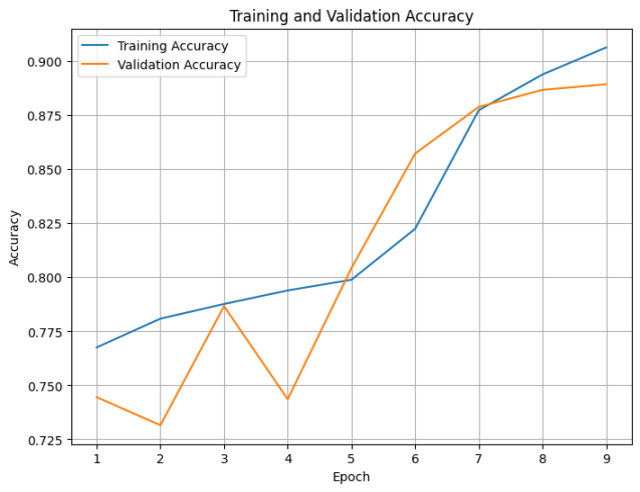 Training and Validation Accuracy
Training Accuracy
Validation Accuracy
0.900
0.875
0.850
0.825
0.800
0.775
0.750
0.725
Accuracy
1 2 3 4 5 6 7 8 9
Epoch